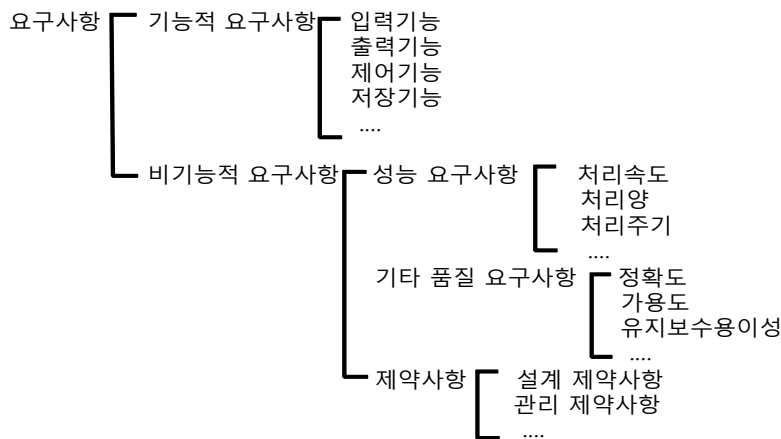 요구사항 기능적 요구사항 입력기능
출력기능
제어기능
저장기능
....
비기능적 요구사항 성능 요구사항 처리속도
처리양
처리주기
....
기타 품질 요구사항 정확도
가용도
유지보수용이성
....
제약사항 설계 제약사항
관리 제약사항
....